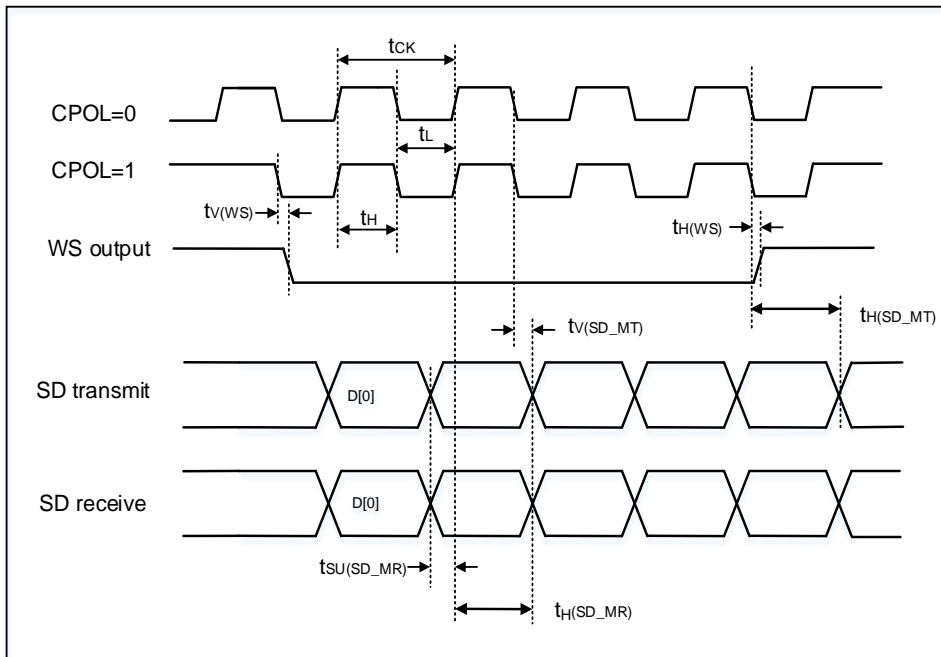 tCK
CPOL=0
tL
CPOL=1
tV(WS)
tH
tH(WS)
WS output
tH(SD_MT)
tV(SD_MT)
SD transmit
D[0]
SD receive
D[0]
tSU(SD_MR)
tH(SD_MR)